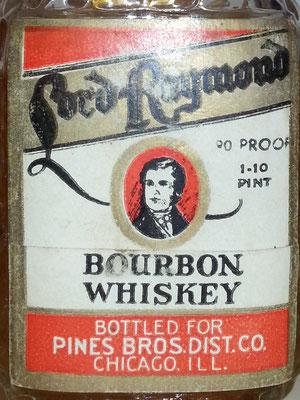 Lord Raymond
90 PROOF
1-10
PINT
BOURBON
WHISKEY
BOTTLED FOR
PINES BROS. DIST. CO.
CHICAGO, ILL.